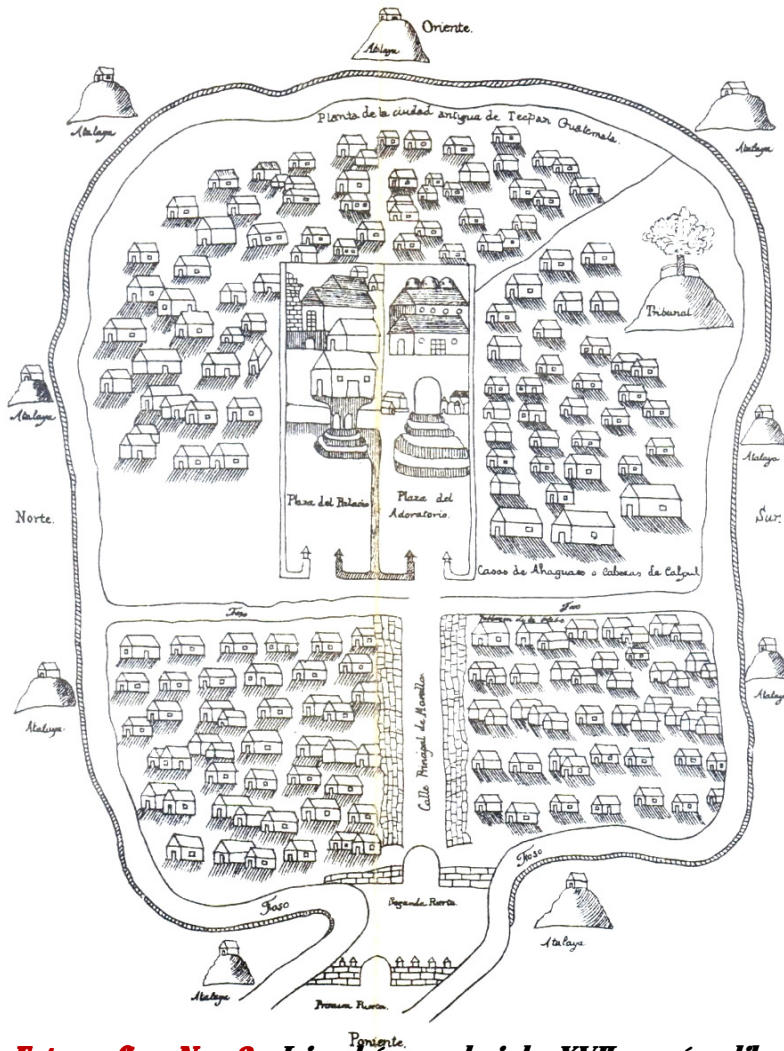 Oriente.
Atalaya
Atalaya
Atalaya
Planta de la ciudad antigua de Tecpan Guatemala.
Tribunal
Atalaya
Atalaya
Plaza del Palacio
Plaza del
Adoratorio.
Norte.
Sur.
Casas de Ahaguaes o Cabezas de Calpul
Foso
Foso
Calle Principal de Mamellon
Atalaya.
Atalaya
Foso
Foso
Segunda Puerta.
Atalaya
Atalaya
Primera Puerta.
Poniente.